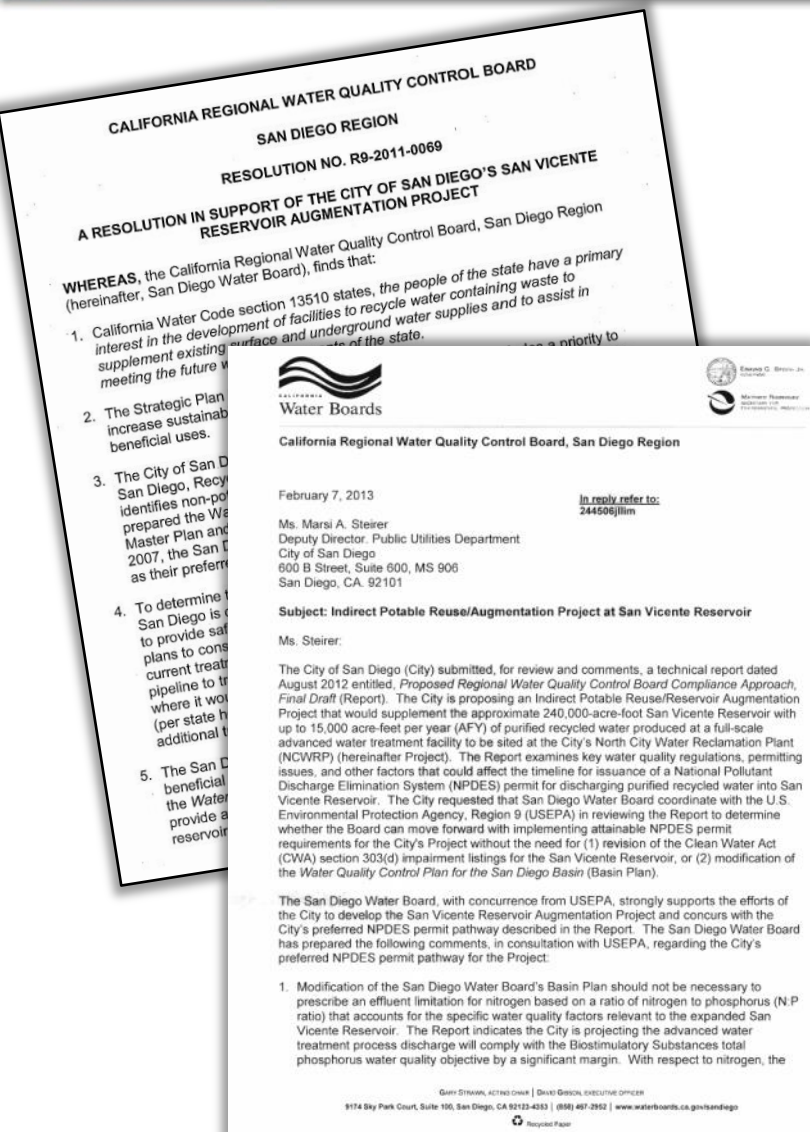 CALIFORNIA REGIONAL WATER QUALITY CONTROL BOARD
SAN DIEGO REGION
RESOLUTION NO. R9-2011-0069
A RESOLUTION IN SUPPORT OF THE CITY OF SAN DIEGO'S SAN VICENTE
RESERVOIR AUGMENTATION PROJECT
WHEREAS, the California Regional Water Quality Control Board, San Diego Region
(hereinafter, San Diego Water Board), finds that:
1. California Water Code section 13510 states, the people of the state have a primary
interest in the development of facilities to recycle water containing waste to
supplement existing surface and underground water supplies and to assist in
meeting the future w of the state.
2. The Strategic Plan a priority to
increase sustainab
beneficial uses.
3. The City of San D
San Diego, Recy
identifies non-po
prepared the Wa
Master Plan and
2007, the San D
as their preferre
4. To determine
San Diego is
to provide saf
plans to cons
current treat
pipeline to tr
where it wou
(per state h
additional t
5. The San D
beneficial
the Water
provide a
reservoir
CALIFORNIA
Water Boards
EDMUND G. BROWN JR.
GOVERNOR
MATTHEW RODRIQUEZ
SECRETARY FOR
ENVIRONMENTAL PROTECTION
California Regional Water Quality Control Board, San Diego Region
February 7, 2013
In reply refer to:
244506jllim
Ms. Marsi A. Steirer
Deputy Director. Public Utilities Department
City of San Diego
600 B Street, Suite 600, MS 906
San Diego, CA. 92101
Subject: Indirect Potable Reuse/Augmentation Project at San Vicente Reservoir
Ms. Steirer:
The City of San Diego (City) submitted, for review and comments, a technical report dated
August 2012 entitled, Proposed Regional Water Quality Control Board Compliance Approach,
Final Draft (Report). The City is proposing an Indirect Potable Reuse/Reservoir Augmentation
Project that would supplement the approximate 240,000-acre-foot San Vicente Reservoir with
up to 15,000 acre-feet per year (AFY) of purified recycled water produced at a full-scale
advanced water treatment facility to be sited at the City's North City Water Reclamation Plant
(NCWRP) (hereinafter Project). The Report examines key water quality regulations, permitting
issues, and other factors that could affect the timeline for issuance of a National Pollutant
Discharge Elimination System (NPDES) permit for discharging purified recycled water into San
Vicente Reservoir. The City requested that San Diego Water Board coordinate with the U.S.
Environmental Protection Agency, Region 9 (USEPA) in reviewing the Report to determine
whether the Board can move forward with implementing attainable NPDES permit
requirements for the City's Project without the need for (1) revision of the Clean Water Act
(CWA) section 303(d) impairment listings for the San Vicente Reservoir, or (2) modification of
the Water Quality Control Plan for the San Diego Basin (Basin Plan).
The San Diego Water Board, with concurrence from USEPA, strongly supports the efforts of
the City to develop the San Vicente Reservoir Augmentation Project and concurs with the
City's preferred NPDES permit pathway described in the Report. The San Diego Water Board
has prepared the following comments, in consultation with USEPA, regarding the City's
preferred NPDES permit pathway for the Project:
1. Modification of the San Diego Water Board's Basin Plan should not be necessary to
prescribe an effluent limitation for nitrogen based on a ratio of nitrogen to phosphorus (N:P
ratio) that accounts for the specific water quality factors relevant to the expanded San
Vicente Reservoir. The Report indicates the City is projecting the advanced water
treatment process discharge will comply with the Biostimulatory Substances total
phosphorus water quality objective by a significant margin. With respect to nitrogen, the
GARY STRAWN, ACTING CHAIR | DAVID GIBSON, EXECUTIVE OFFICER
9174 Sky Park Court, Suite 100, San Diego, CA 92123-4353 | (858) 467-2952 | www.waterboards.ca.gov/sandiego
Recycled Paper